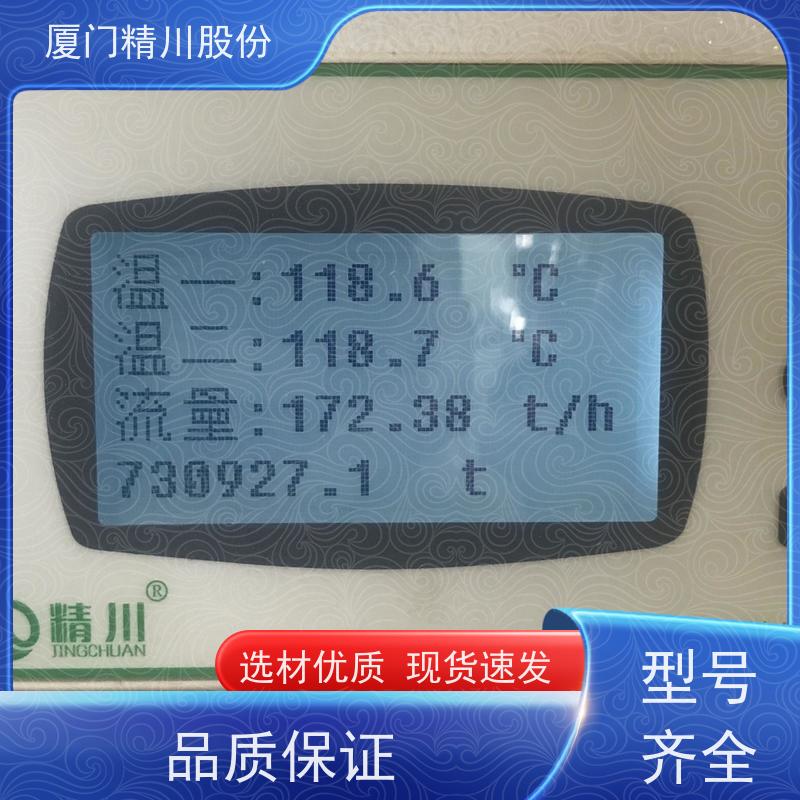 厦门精川股份
温一:118.6 ℃
温二:118.7 ℃
流量:172.38 t/h
730927.1 t
精川®
JINGCHUAN
选材优质 现货速发
型号
齐全
品质保证